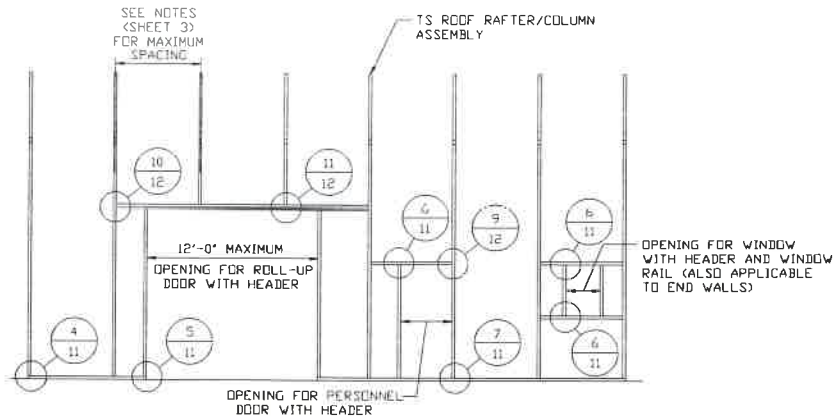 SEE NOTES
(SHEET 3)
FOR MAXIMUM
SPACING
TS ROOF RAFTER/COLUMN
ASSEMBLY
10
12
11
12
6
11
9
12
6
11
OPENING FOR WINDOW
WITH HEADER AND WINDOW
RAIL (ALSO APPLICABLE
TO END WALLS)
12'-0" MAXIMUM
OPENING FOR ROLL-UP
DOOR WITH HEADER
4
11
5
11
7
11
6
11
OPENING FOR PERSONNEL
DOOR WITH HEADER